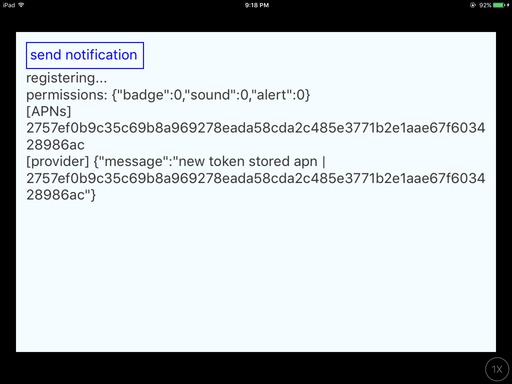 iPad 9:18 PM 92%
send notification
registering...
permissions: {"badge":0,"sound":0,"alert":0}
[APNs]
2757ef0b9c35c69b8a969278eada58cda2c485e3771b2e1aae67f6034
28986ac
[provider] {"message":"new token stored apn |
2757ef0b9c35c69b8a969278eada58cda2c485e3771b2e1aae67f6034
28986ac"}
1X